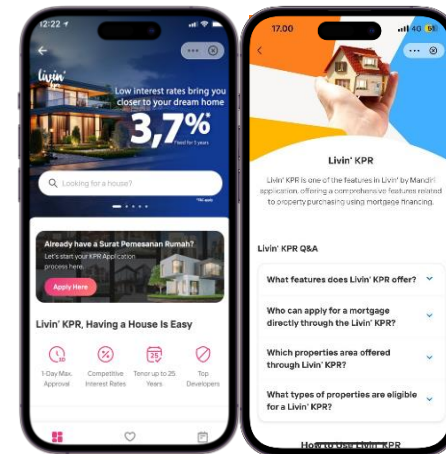 12:22
livin'
KPR
Low interest rates bring you
closer to your dream home
3,7%*
*fixed for 5 years
Looking for a house?
Already have a Surat Pemesanan Rumah?
Let's start your KPR Application
process here.
Apply Here
Livin' KPR, Having a House Is Easy
1-Day Max.
Approval
Competitive
Interest Rates
25
Tenor up to 25
Years
Top
Developers
17.00
4G
Livin' KPR
Livin' KPR is one of the features in Livin' by Mandiri
application, offering a comprehensive features related
to property purchasing using mortgage financing.
Livin' KPR Q&A
What features does Livin' KPR offer?
Who can apply for a mortgage
directly through the Livin' KPR?
Which properties area offered
through Livin' KPR?
What types of properties are eligible
for a Livin' KPR?
How to Use Livin' KPR